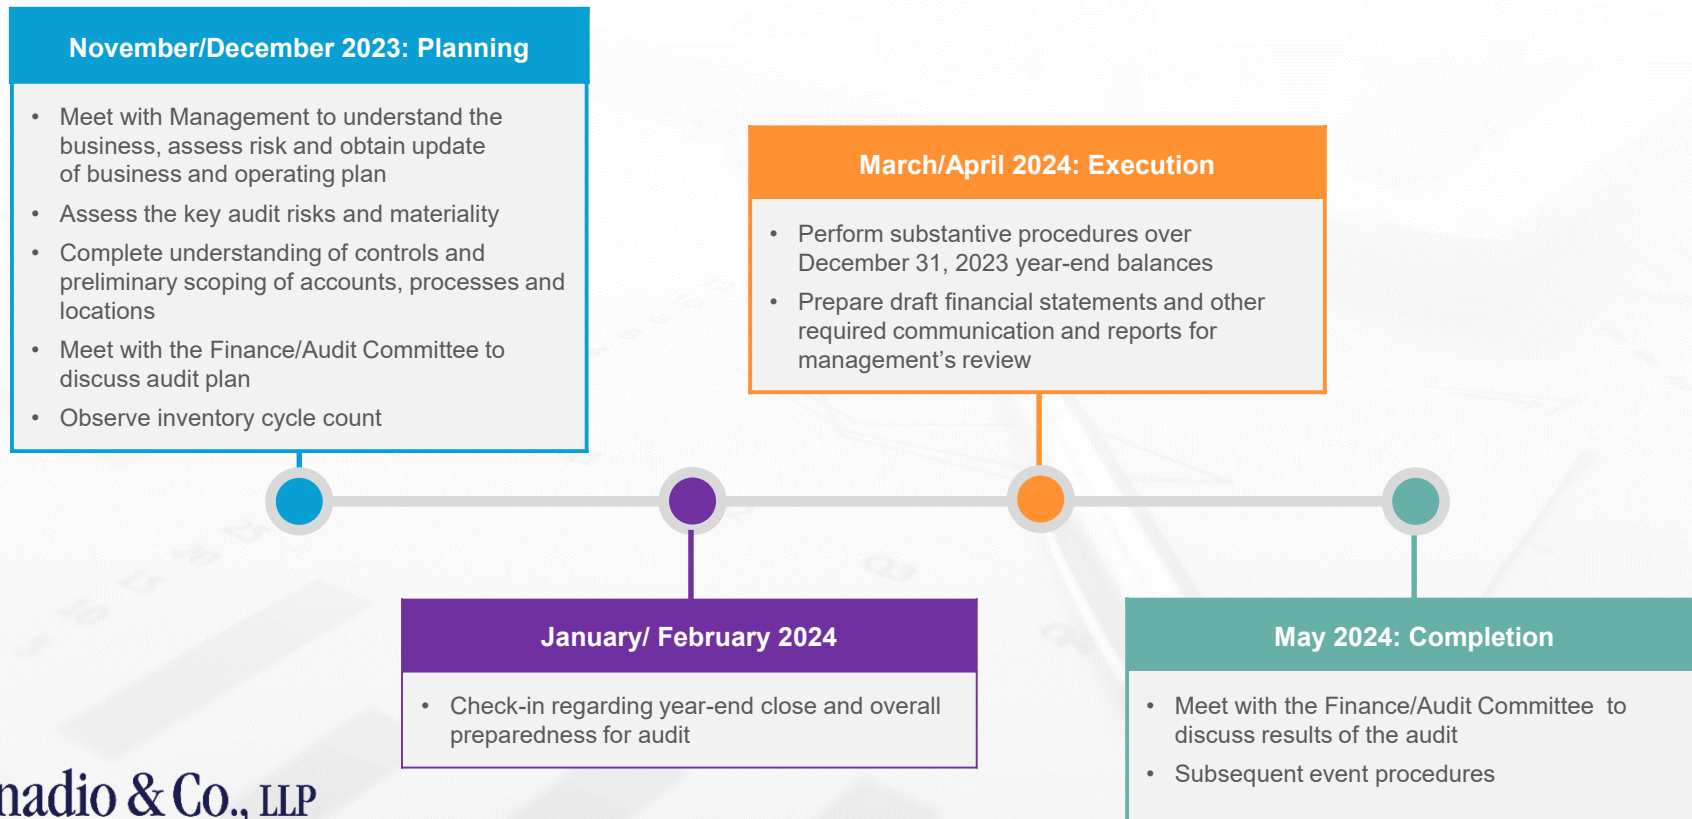 November/December 2023: Planning
• Meet with Management to understand the
business, assess risk and obtain update
of business and operating plan
• Assess the key audit risks and materiality
• Complete understanding of controls and
preliminary scoping of accounts, processes and
locations
• Meet with the Finance/Audit Committee to
discuss audit plan
• Observe inventory cycle count
March/April 2024: Execution
• Perform substantive procedures over
December 31, 2023 year-end balances
• Prepare draft financial statements and other
required communication and reports for
management’s review
January/ February 2024
• Check-in regarding year-end close and overall
preparedness for audit
May 2024: Completion
• Meet with the Finance/Audit Committee to
discuss results of the audit
• Subsequent event procedures
nadio & Co., LLP
25
20
15
10
5
Q3